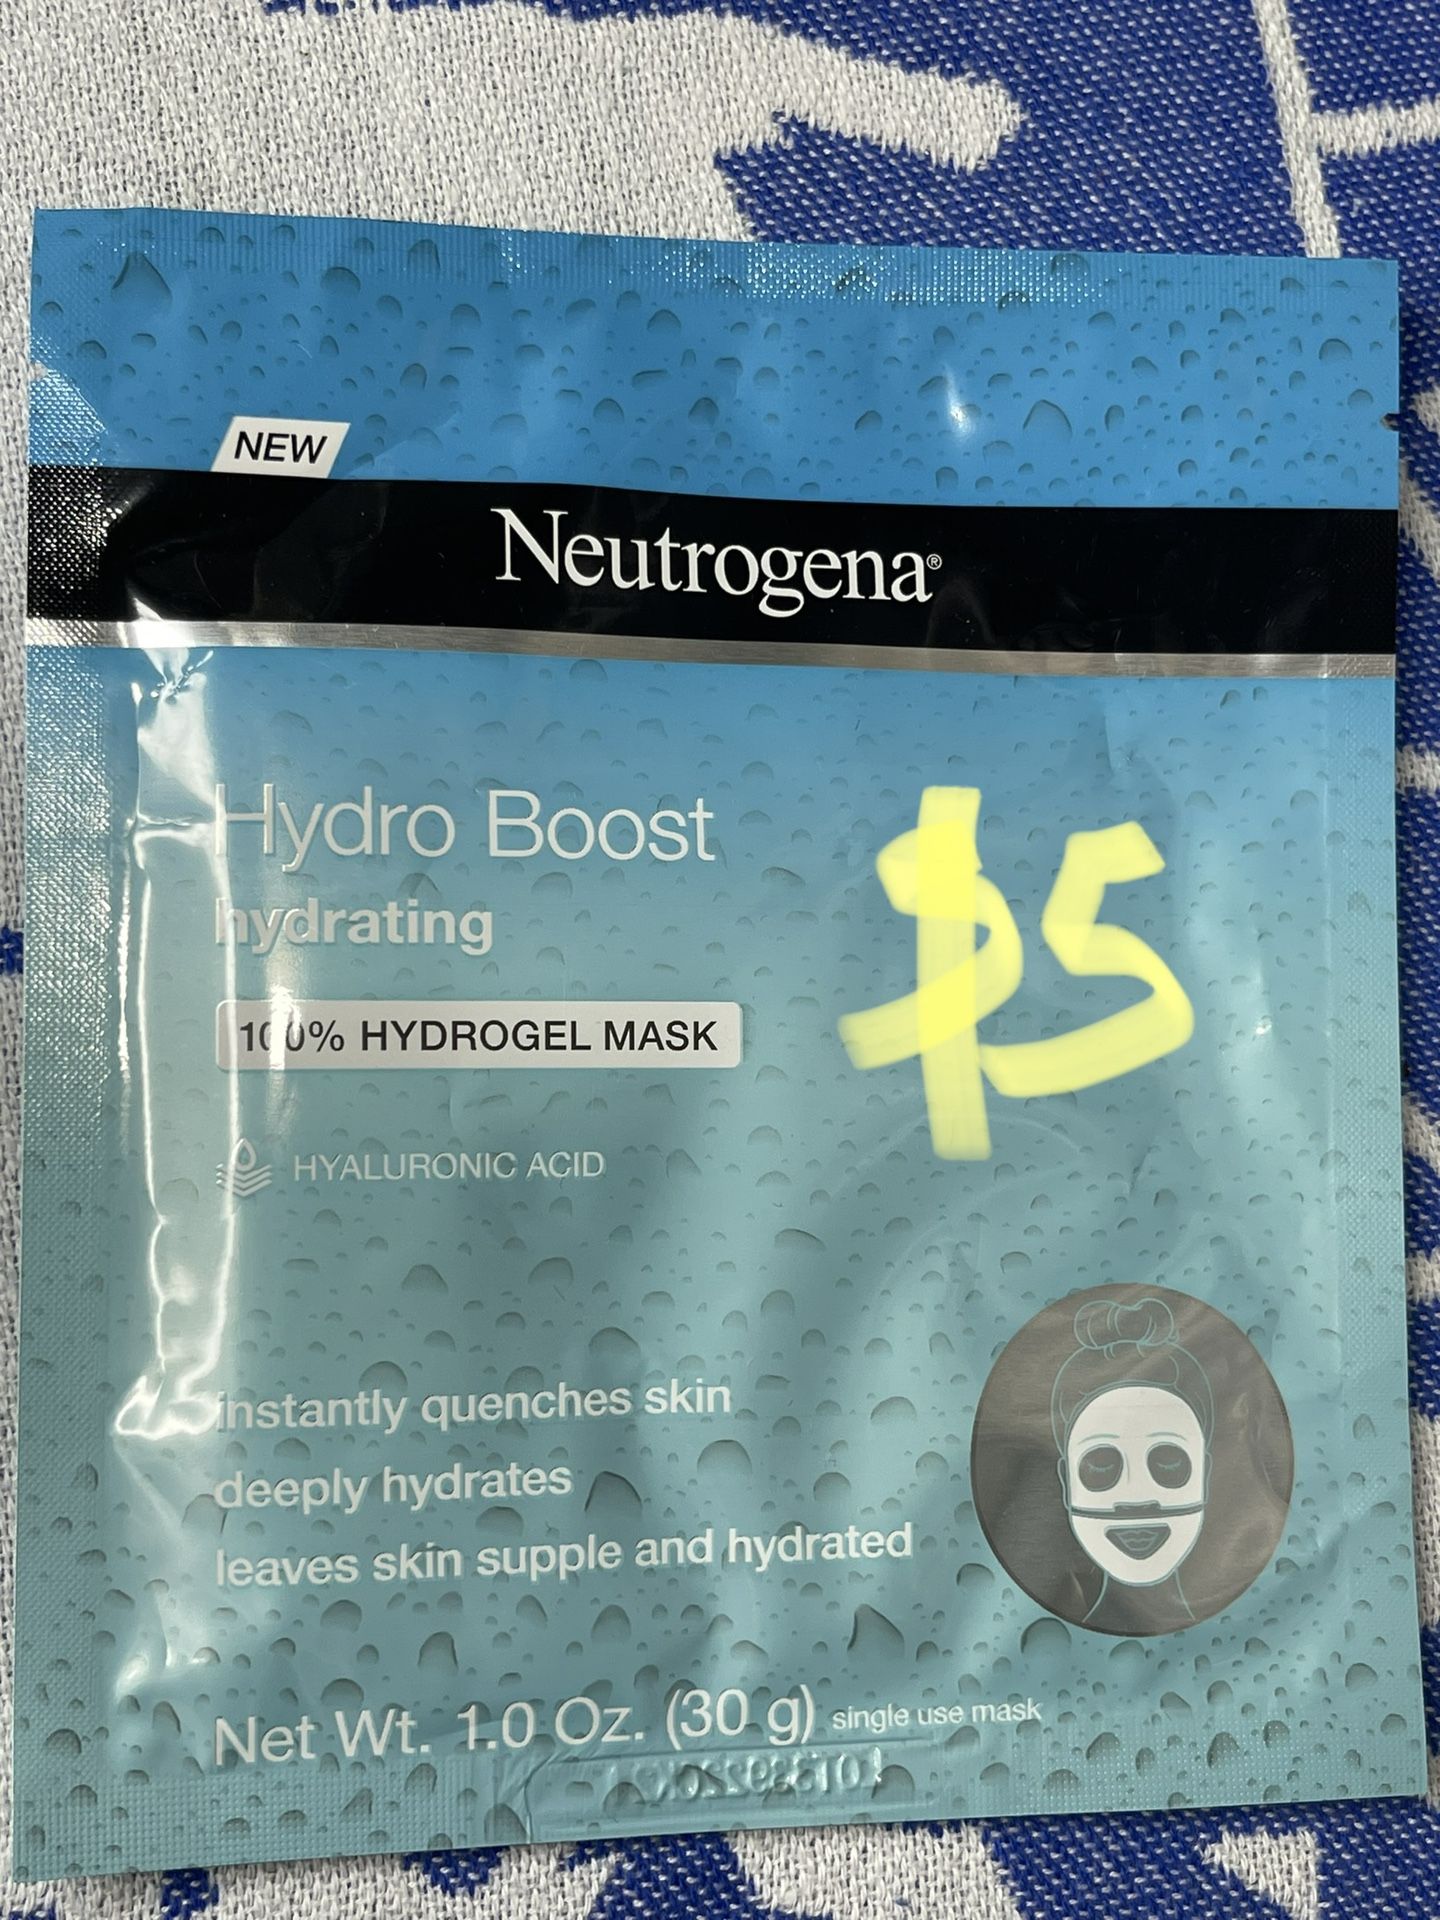 NEW
Neutrogena®
Hydro Boost
hydrating
$5
100% HYDROGEL MASK
HYALURONIC ACID
instantly quenches skin
deeply hydrates
leaves skin supple and hydrated
Net Wt. 1.0 Oz. (30 g) single use mask